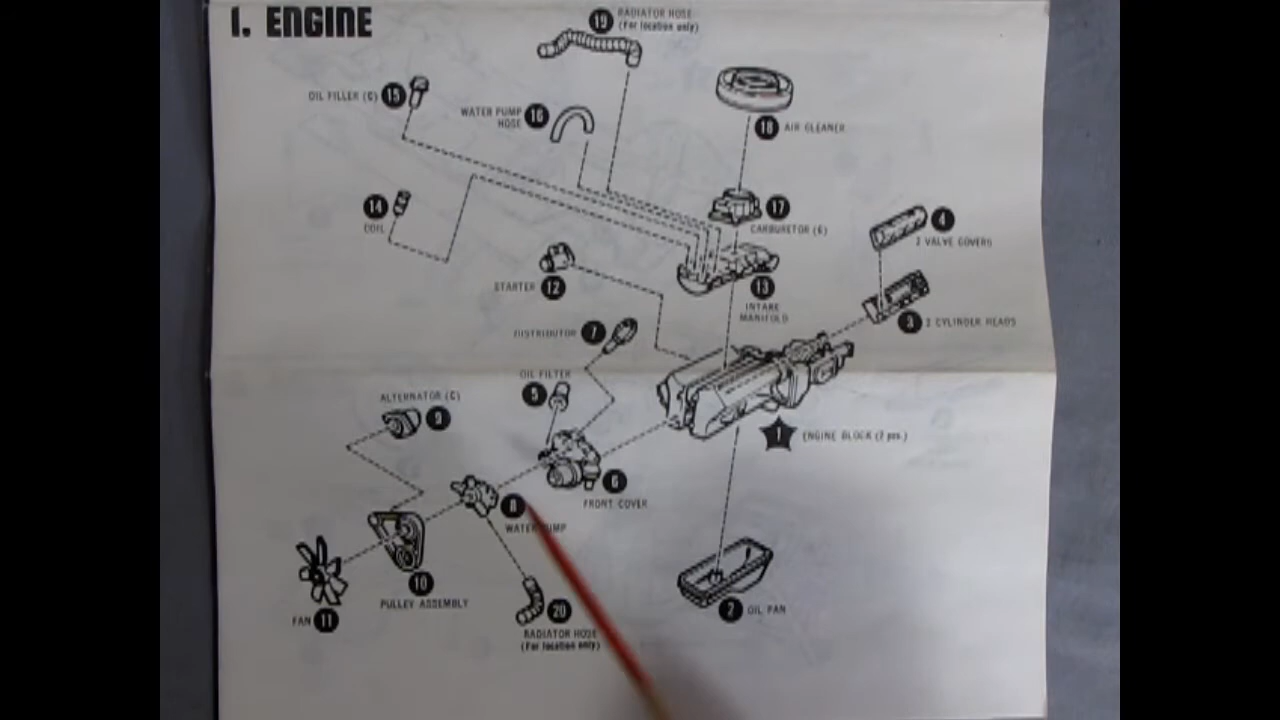 1. ENGINE
19 RADIATOR HOSE
(For location only)
OIL FILLER (C) 15
WATER PUMP
HOSE
16
18 AIR CLEANER
14
COIL
17
CARBURETOR (C)
4
2 VALVE COVERS
STARTER 12
13
INTAKE
MANIFOLD
3 2 CYLINDER HEADS
DISTRIBUTOR 7
OIL FILTER
5
ALTERNATOR (C)
9
1 ENGINE BLOCK (2 pcs.)
6
FRONT COVER
8
WATER PUMP
10
PULLEY ASSEMBLY
2 OIL PAN
FAN 11
20
RADIATOR HOSE
(For location only)